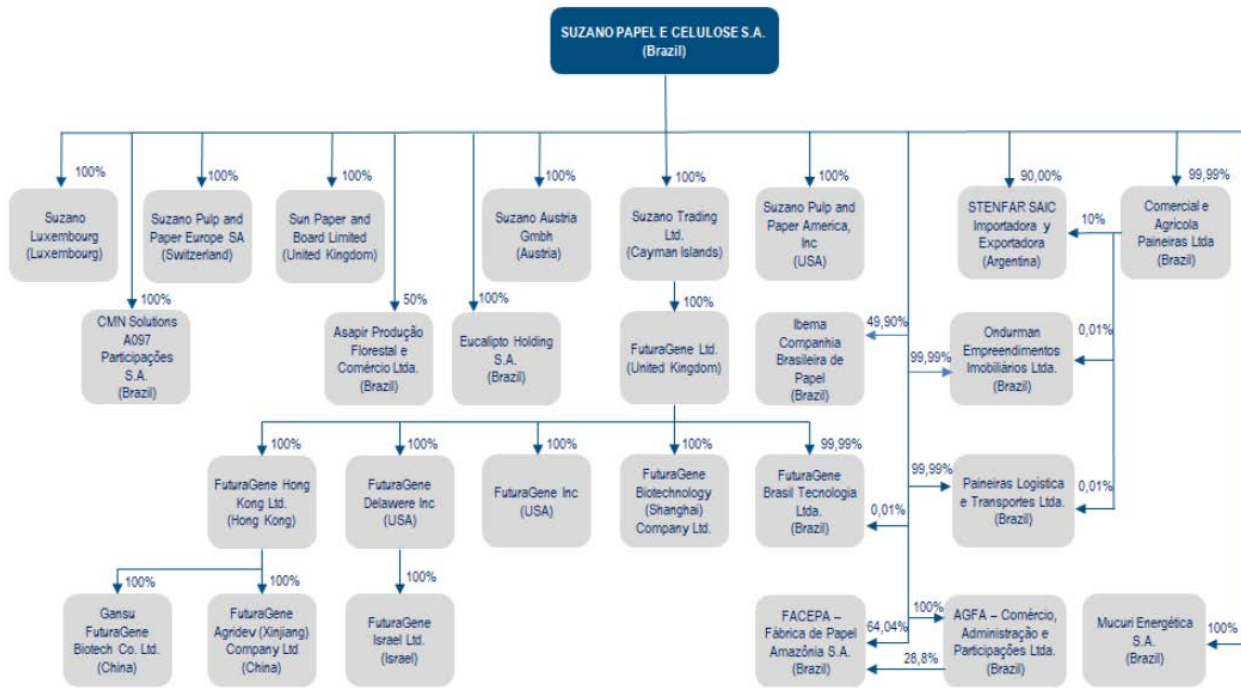 SUZANO PAPEL E CELULOSE S.A.
(Brazil)
100%
100%
100%
100%
100%
100%
90,00%
99,99%
Suzano
Luxembourg
(Luxembourg)
Suzano Pulp and
Paper Europe SA
(Switzerland)
Sun Paper and
Board Limited
(United Kingdom)
Suzano Austria
Gmbh
(Austria)
Suzano Trading
Ltd.
(Cayman Islands)
Suzano Pulp and
Paper America,
Inc
(USA)
STENFAR SAIC
Importadora y
Exportadora
(Argentina)
10%
Comercial e
Agrícola
Paineiras Ltda
(Brazil)
100%
50%
100%
100%
CMN Solutions
A097
Participações
S.A.
(Brazil)
Asapir Produção
Florestal e
Comércio Ltda.
(Brazil)
Eucalipto Holding
S.A.
(Brazil)
FuturaGene Ltd.
(United Kingdom)
Ibema
Companhia
Brasileira de
Papel
(Brazil)
49,90%
99,99%
Ondurman
Empreendimentos
Imobiliários Ltda.
(Brazil)
0,01%
100%
100%
100%
100%
99,99%
FuturaGene Hong
Kong Ltd.
(Hong Kong)
FuturaGene
Delawere Inc
(USA)
FuturaGene Inc
(USA)
FuturaGene
Biotechnology
(Shanghai)
Company Ltd.
FuturaGene
Brasil Tecnologia
Ltda.
(Brazil)
99,99%
0,01%
Paineiras Logística
e Transportes Ltda.
(Brazil)
0,01%
100%
100%
100%
Gansu
FuturaGene
Biotech Co. Ltd.
(China)
FuturaGene
Agridev (Xinjiang)
Company Ltd
(China)
FuturaGene
Israel Ltd.
(Israel)
FACEPA –
Fábrica de Papel
Amazônia S.A.
(Brazil)
100%
64,04%
28,8%
AGFA – Comércio,
Administração e
Participações Ltda.
(Brazil)
Mucuri Energética
S.A.
(Brazil)
100%